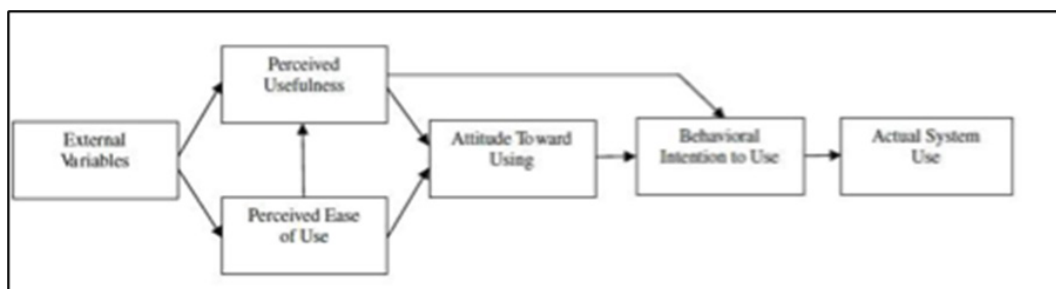 Perceived
Usefulness
External
Variables
Attitude Toward
Using
Behavioral
Intention to Use
Actual System
Use
Perceived Ease
of Use